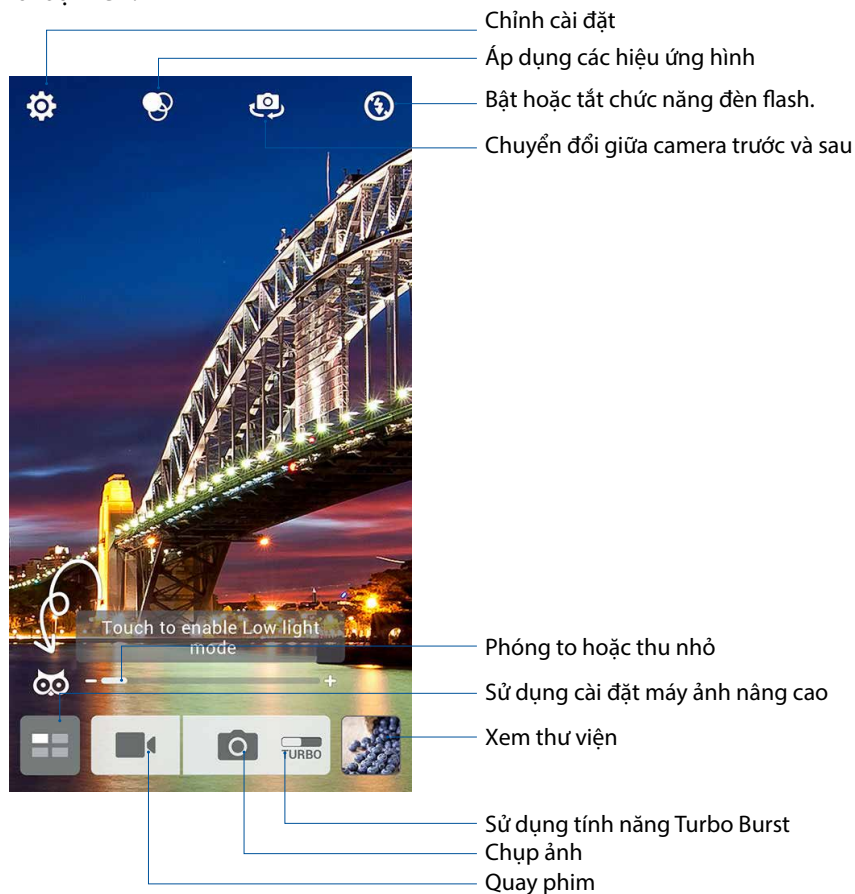 Chỉnh cài đặt
Áp dụng các hiệu ứng hình
Bật hoặc tắt chức năng đèn flash.
Chuyển đổi giữa camera trước và sau
Touch to enable Low light
mode
Phóng to hoặc thu nhỏ
Sử dụng cài đặt máy ảnh nâng cao
Xem thư viện
TURBO
Sử dụng tính năng Turbo Burst
Chụp ảnh
Quay phim